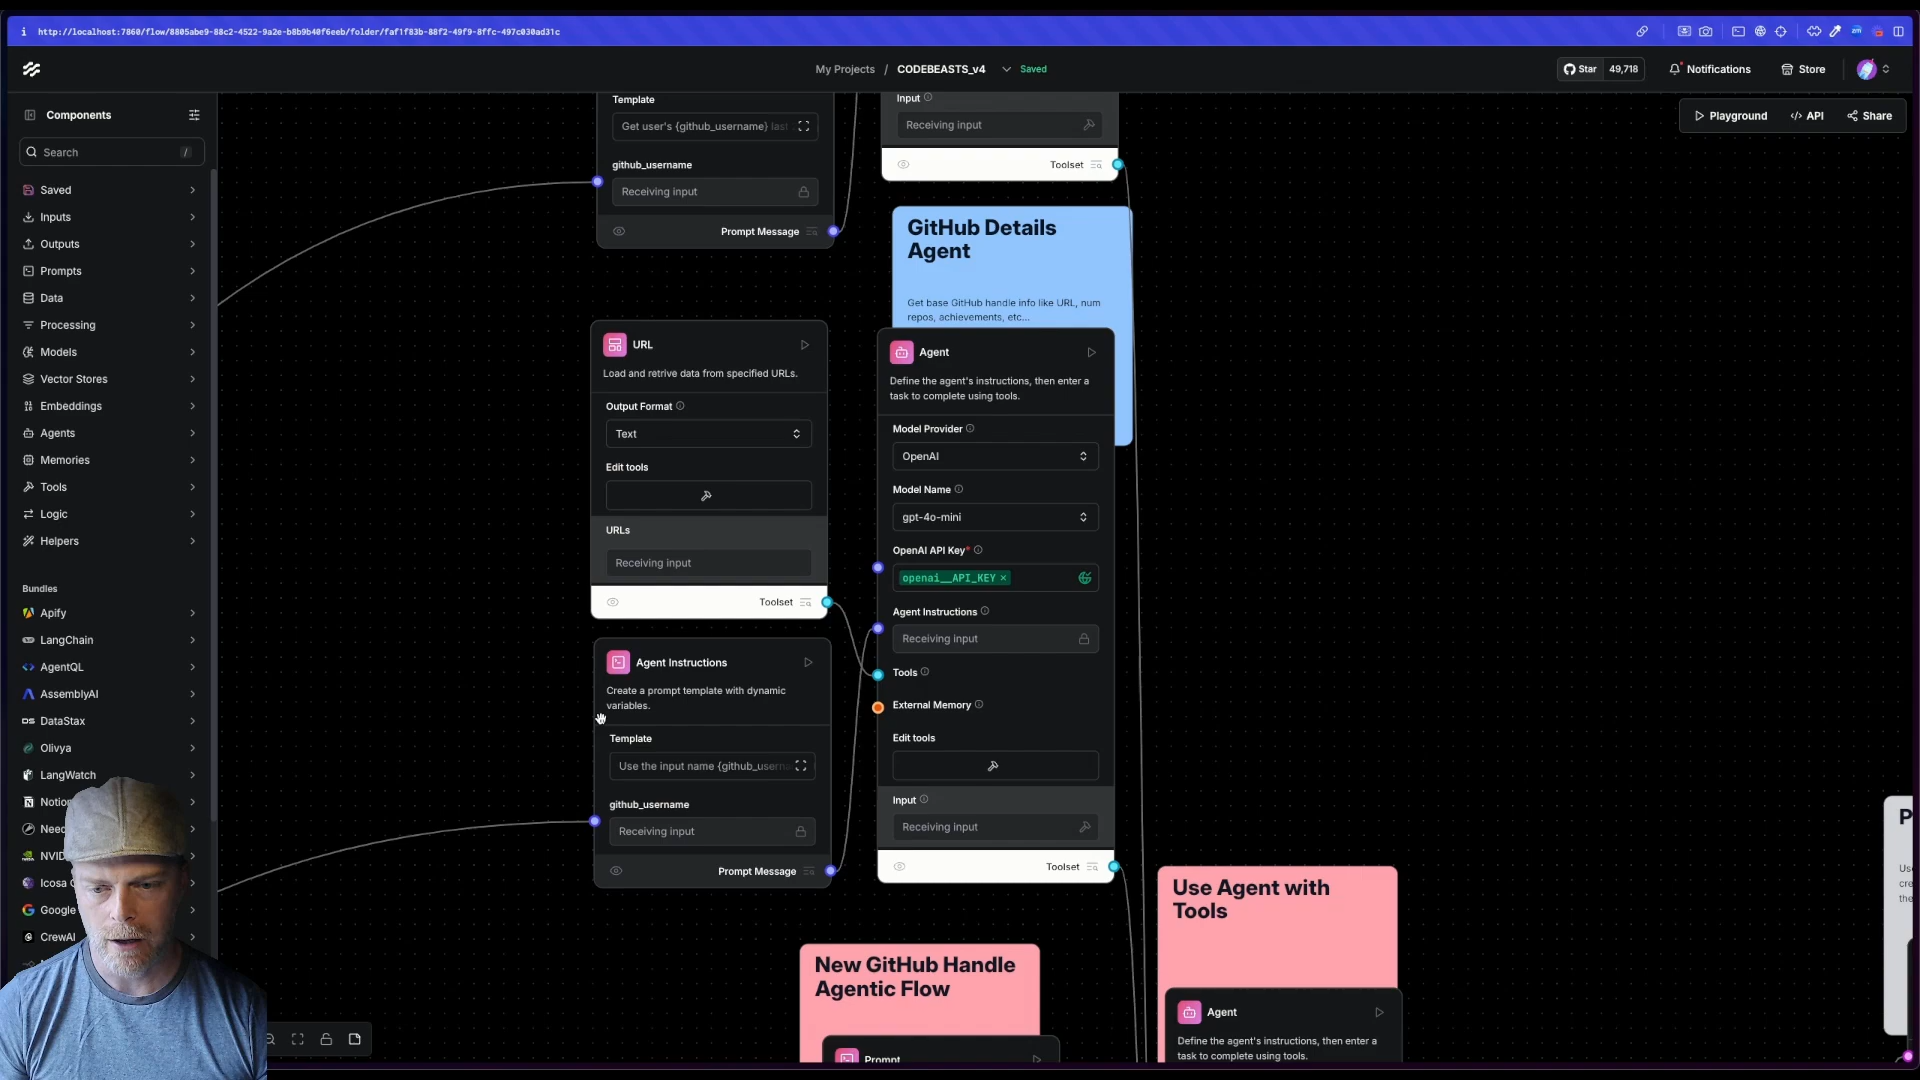 http://localhost:7860/flow/8805abe9-88c2-4522-9a2e-b8b9b40f6eeb/folder/faf1f83b-88f2-49f9-8ffc-497c030ad31c
My Projects / CODEBEASTS_v4 Saved
Star 49,718
Notifications
Store
Components
Search /
Saved
Inputs
Outputs
Prompts
Data
Processing
Models
Vector Stores
Embeddings
Agents
Memories
Tools
Logic
Helpers
Bundles
Apify
LangChain
AgentQL
AssemblyAI
DataStax
Olivya
LangWatch
Notion
Need
NVID
Icosa C
Google
CrewAI
Playground
API
Share
Template
Get user's {github_username} last
github_username
Receiving input
Prompt Message
Input
Receiving input
Toolset
GitHub Details
Agent
Get base GitHub handle info like URL, num
repos, achievements, etc...
URL
Load and retrive data from specified URLs.
Output Format
Text
Edit tools
URLs
Receiving input
Toolset
Agent Instructions
Create a prompt template with dynamic
variables.
Template
Use the input name {github_userna
github_username
Receiving input
Prompt Message
Agent
Define the agent's instructions, then enter a
task to complete using tools.
Model Provider
OpenAI
Model Name
gpt-4o-mini
OpenAI API Key*
openai__API_KEY ×
Agent Instructions
Receiving input
Tools
External Memory
Edit tools
Input
Receiving input
Toolset
New GitHub Handle
Agentic Flow
Prompt
Use Agent with
Tools
Agent
Define the agent's instructions, then enter a
task to complete using tools.
P
Us
cre
the